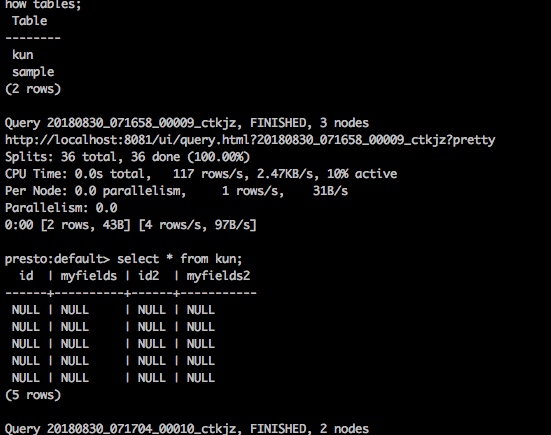 how tables;
 Table
--------
 kun
 sample
(2 rows)

Query 20180830_071658_00009_ctkjz, FINISHED, 3 nodes
http://localhost:8081/ui/query.html?20180830_071658_00009_ctkjz?pretty
Splits: 36 total, 36 done (100.00%)
CPU Time: 0.0s total,   117 rows/s, 2.47KB/s, 10% active
Per Node: 0.0 parallelism,     1 rows/s,    31B/s
Parallelism: 0.0
0:00 [2 rows, 43B] [4 rows/s, 97B/s]

presto:default> select * from kun;
  id  | myfields | id2  | myfields2
------+----------+------+-----------
 NULL | NULL     | NULL | NULL
 NULL | NULL     | NULL | NULL
 NULL | NULL     | NULL | NULL
 NULL | NULL     | NULL | NULL
 NULL | NULL     | NULL | NULL
(5 rows)

Query 20180830_071704_00010_ctkjz, FINISHED, 2 nodes